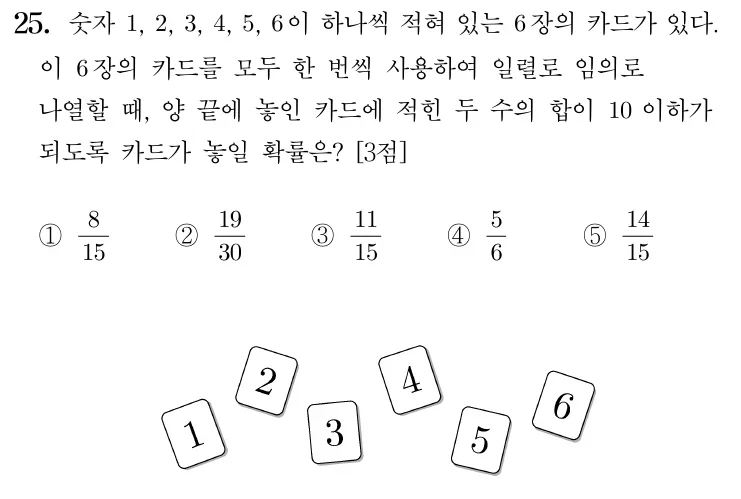 25. 숫자 1, 2, 3, 4, 5, 6이 하나씩 적혀 있는 6장의 카드가 있다.
이 6장의 카드를 모두 한 번씩 사용하여 일렬로 임의로
나열할 때, 양 끝에 놓인 카드에 적힌 두 수의 합이 10 이하가
되도록 카드가 놓일 확률은? [3점]
① 8/15 ② 19/30 ③ 11/15 ④ 5/6 ⑤ 14/15
1 2 3 4 5 6